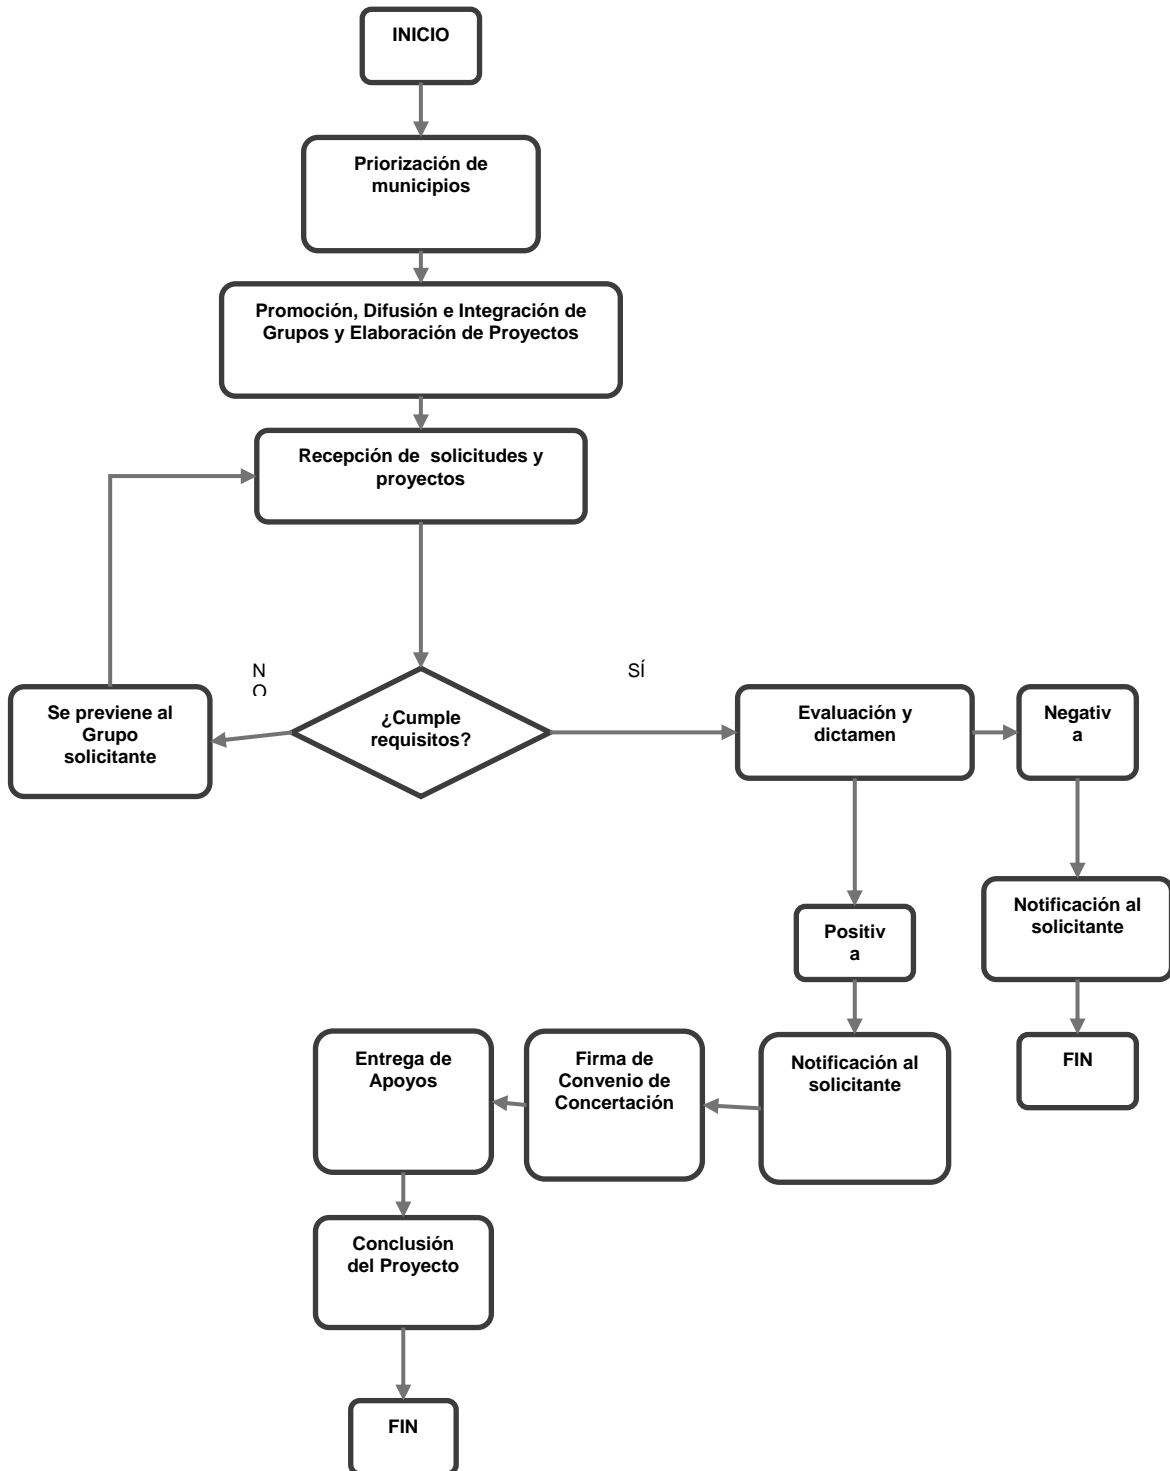 INICIO
Priorización de
municipios
Promoción, Difusión e Integración de
Grupos y Elaboración de Proyectos
Recepción de solicitudes y
proyectos
N
O
SÍ
Se previene al
Grupo
solicitante
¿Cumple
requisitos?
Evaluación y
dictamen
Negativ
a
Notificación al
solicitante
Positiv
a
FIN
Entrega de
Apoyos
Firma de
Convenio de
Concertación
Notificación al
solicitante
Conclusión
del Proyecto
FIN